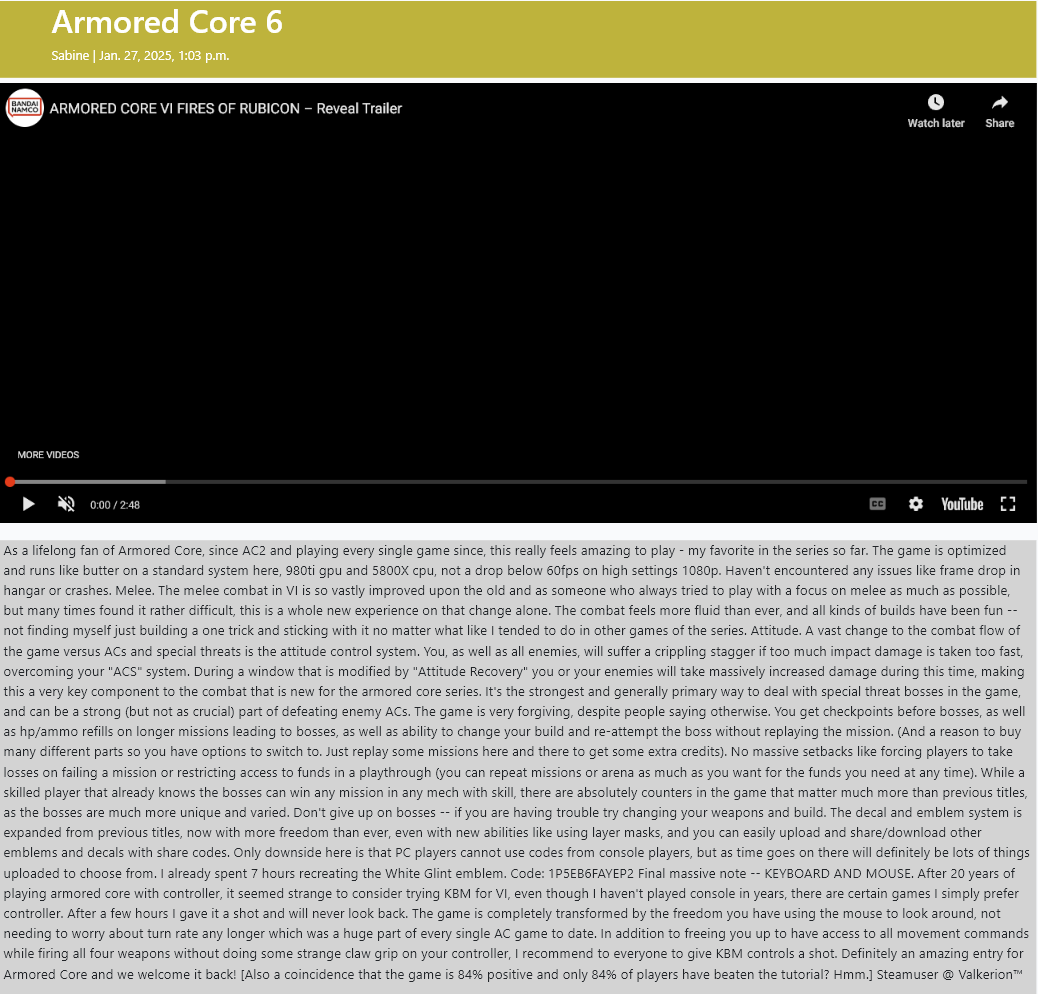 Armored Core 6
Sabine | Jan. 27, 2025, 1:03 p.m.
BANDAI
NAMCO
ARMORED CORE VI FIRES OF RUBICON – Reveal Trailer
Watch later
Share
MORE VIDEOS
0:00 / 2:48
CC
YouTube
As a lifelong fan of Armored Core, since AC2 and playing every single game since, this really feels amazing to play - my favorite in the series so far. The game is optimized
and runs like butter on a standard system here, 980ti gpu and 5800X cpu, not a drop below 60fps on high settings 1080p. Haven't encountered any issues like frame drop in
hangar or crashes. Melee. The melee combat in VI is so vastly improved upon the old and as someone who always tried to play with a focus on melee as much as possible,
but many times found it rather difficult, this is a whole new experience on that change alone. The combat feels more fluid than ever, and all kinds of builds have been fun --
not finding myself just building a one trick and sticking with it no matter what like I tended to do in other games of the series. Attitude. A vast change to the combat flow of
the game versus ACs and special threats is the attitude control system. You, as well as all enemies, will suffer a crippling stagger if too much impact damage is taken too fast,
overcoming your "ACS" system. During a window that is modified by "Attitude Recovery" you or your enemies will take massively increased damage during this time, making
this a very key component to the combat that is new for the armored core series. It's the strongest and generally primary way to deal with special threat bosses in the game,
and can be a strong (but not as crucial) part of defeating enemy ACs. The game is very forgiving, despite people saying otherwise. You get checkpoints before bosses, as well
as hp/ammo refills on longer missions leading to bosses, as well as ability to change your build and re-attempt the boss without replaying the mission. (And a reason to buy
many different parts so you have options to switch to. Just replay some missions here and there to get some extra credits). No massive setbacks like forcing players to take
losses on failing a mission or restricting access to funds in a playthrough (you can repeat missions or arena as much as you want for the funds you need at any time). While a
skilled player that already knows the bosses can win any mission in any mech with skill, there are absolutely counters in the game that matter much more than previous titles,
as the bosses are much more unique and varied. Don't give up on bosses -- if you are having trouble try changing your weapons and build. The decal and emblem system is
expanded from previous titles, now with more freedom than ever, even with new abilities like using layer masks, and you can easily upload and share/download other
emblems and decals with share codes. Only downside here is that PC players cannot use codes from console players, but as time goes on there will definitely be lots of things
uploaded to choose from. I already spent 7 hours recreating the White Glint emblem. Code: 1P5EB6FAYEP2 Final massive note -- KEYBOARD AND MOUSE. After 20 years of
playing armored core with controller, it seemed strange to consider trying KBM for VI, even though I haven't played console in years, there are certain games I simply prefer
controller. After a few hours I gave it a shot and will never look back. The game is completely transformed by the freedom you have using the mouse to look around, not
needing to worry about turn rate any longer which was a huge part of every single AC game to date. In addition to freeing you up to have access to all movement commands
while firing all four weapons without doing some strange claw grip on your controller, I recommend to everyone to give KBM controls a shot. Definitely an amazing entry for
Armored Core and we welcome it back! [Also a coincidence that the game is 84% positive and only 84% of players have beaten the tutorial? Hmm.] Steamuser @ Valkerion™